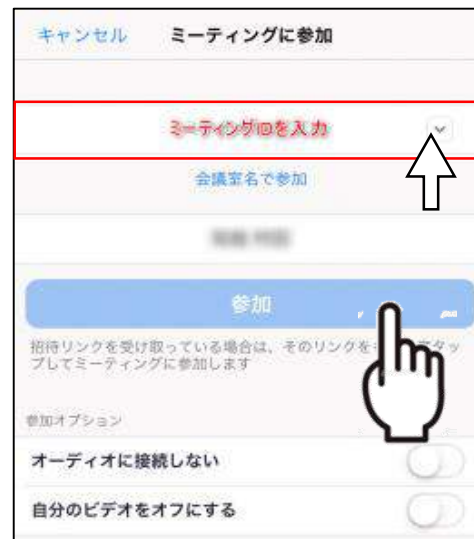 キャンセル ミーティングに参加
ミーティングIDを入力
会議室名で参加
参加
招待リンクを受け取っている場合は、そのリンクを タッ
プしてミーティングに参加します
参加オプション
オーディオに接続しない
自分のビデオをオフにする